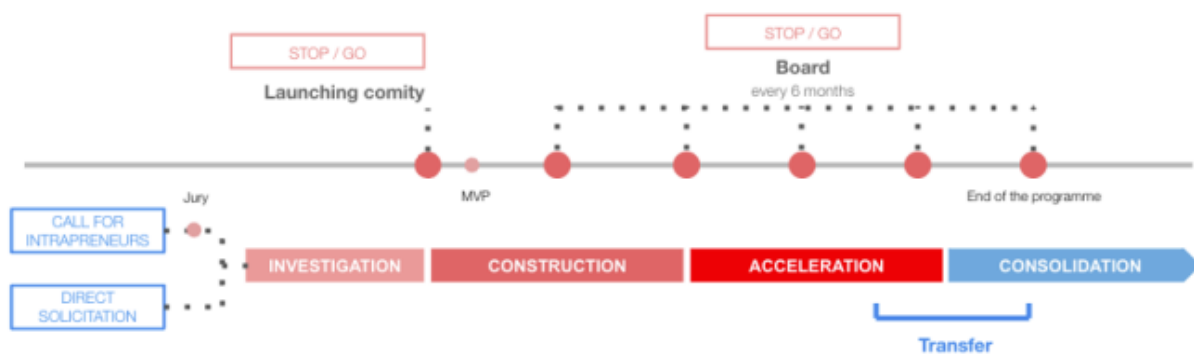 STOP / GO
Launching comity
STOP / GO
Board
every 6 months
Jury
MVP
End of the programme
CALL FOR
INTRAPRENEURS
DIRECT
SOLICITATION
INVESTIGATION
CONSTRUCTION
ACCELERATION
CONSOLIDATION
Transfer